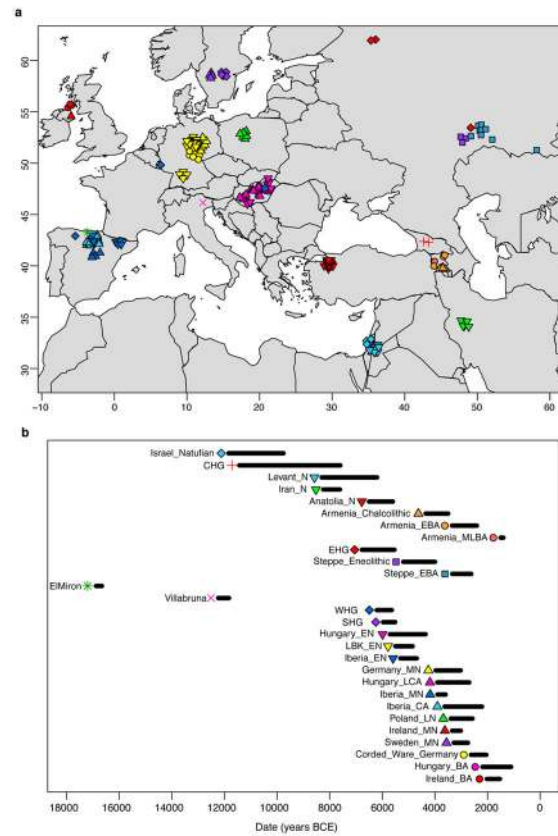 a
60
55
50
45
40
35
30
−10 0 10 20 30 40 50 60
b
Israel_Natufian
CHG
Levant_N
Iran_N
Anatolia_N
Armenia_Chalcolithic
Armenia_EBA
Armenia_MLBA
EHG
Steppe_Eneolithic
Steppe_EBA
ElMiron
Villabruna
WHG
SHG
Hungary_EN
LBK_EN
Iberia_EN
Germany_MN
Hungary_LCA
Iberia_MN
Iberia_CA
Poland_LN
Ireland_MN
Sweden_MN
Corded_Ware_Germany
Hungary_BA
Ireland_BA
18000 16000 14000 12000 10000 8000 6000 4000 2000 0
Date (years BCE)